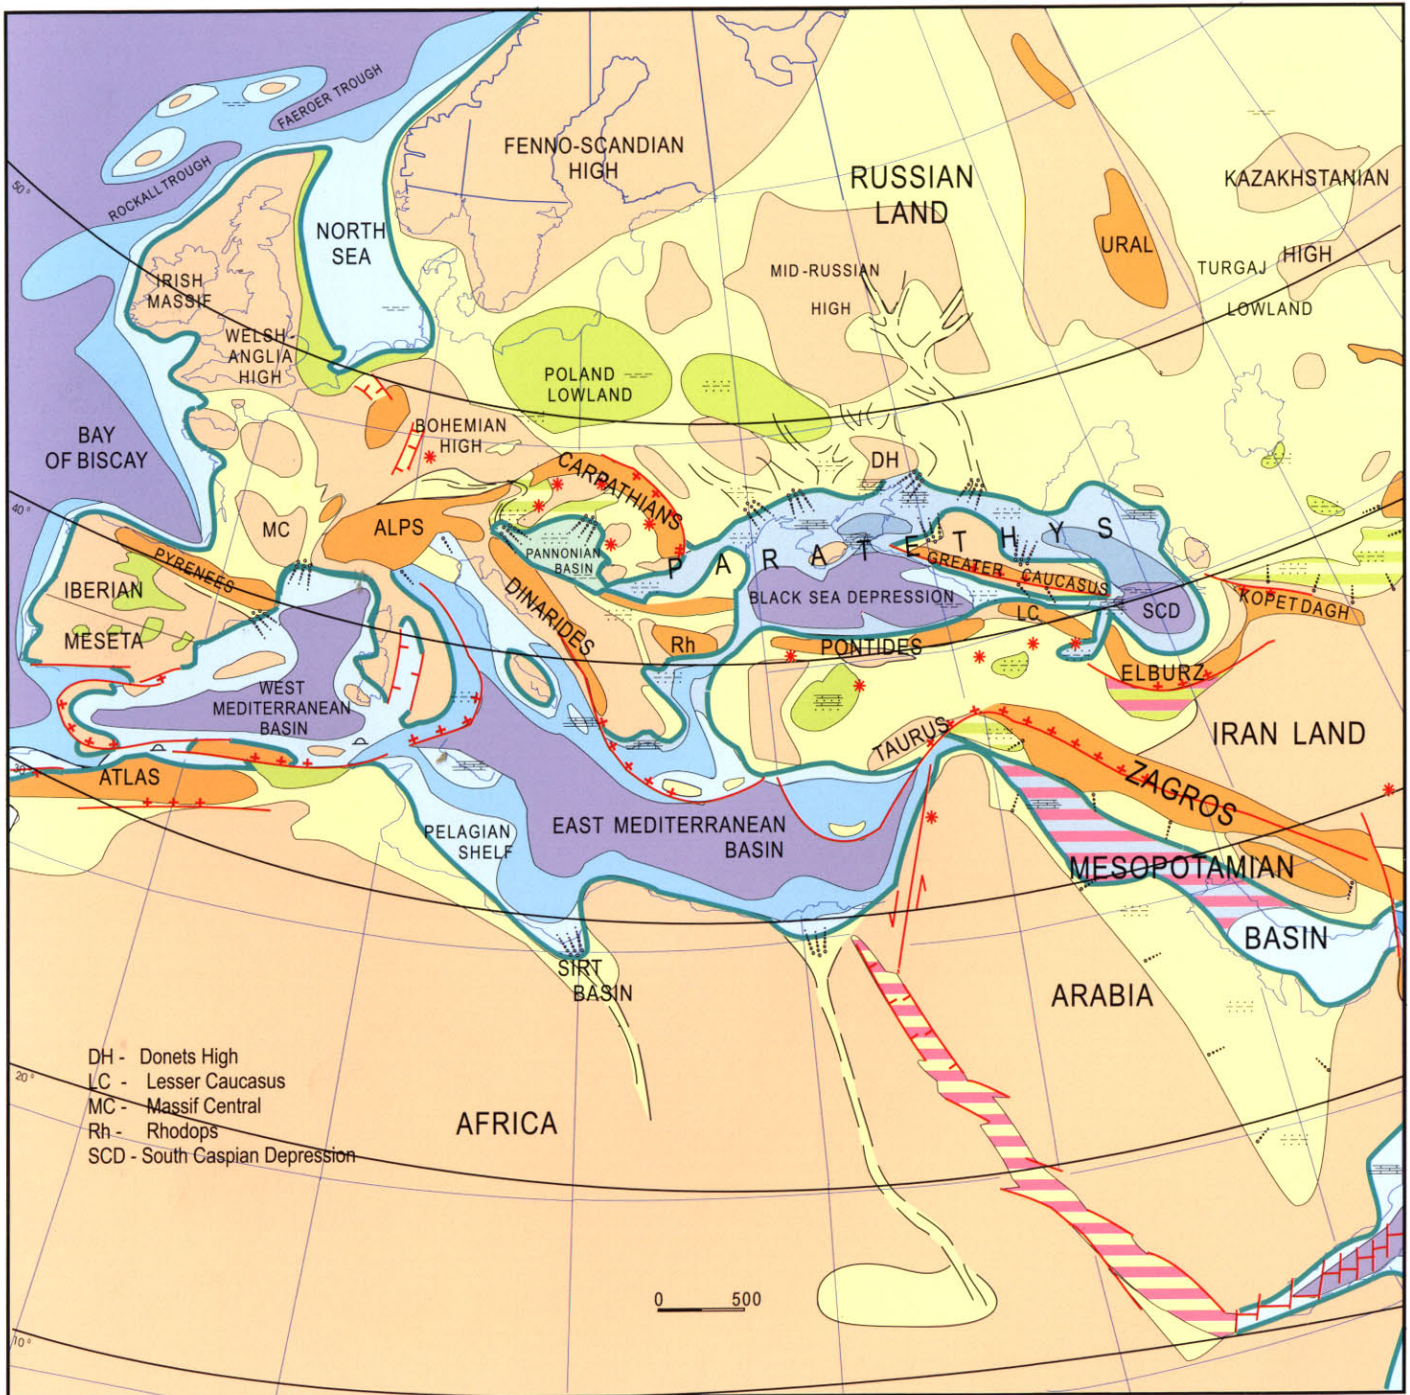 FAEROER TROUGH
ROCKALL TROUGH
FENNO-SCANDIAN
HIGH
RUSSIAN
LAND
KAZAKHSTANIAN
HIGH
50°
NORTH
SEA
URAL
MID-RUSSIAN
HIGH
TURGAJ
LOWLAND
IRISH
MASSIF
WELSH-
ANGLIA
HIGH
POLAND
LOWLAND
BAY
OF BISCAY
BOHEMIAN
HIGH
DH
CARPATHIANS
40°
MC
ALPS
PANNONIAN
BASIN
PARATETHYS
PYRENEES
IBERIAN
MESETA
DINARIDES
GREATER CAUCASUS
BLACK SEA DEPRESSION
LC
SCD
KOPET DAGH
Rh
PONTIDES
ELBURZ
WEST
MEDITERRANEAN
BASIN
TAURUS
IRAN LAND
30°
ATLAS
ZAGROS
PELAGIAN
SHELF
EAST MEDITERRANEAN
BASIN
MESOPOTAMIAN
BASIN
SIRT
BASIN
ARABIA
DH - Donets High
LC - Lesser Caucasus
MC - Massif Central
Rh - Rhodops
SCD - South Caspian Depression
20°
AFRICA
0 500
10°